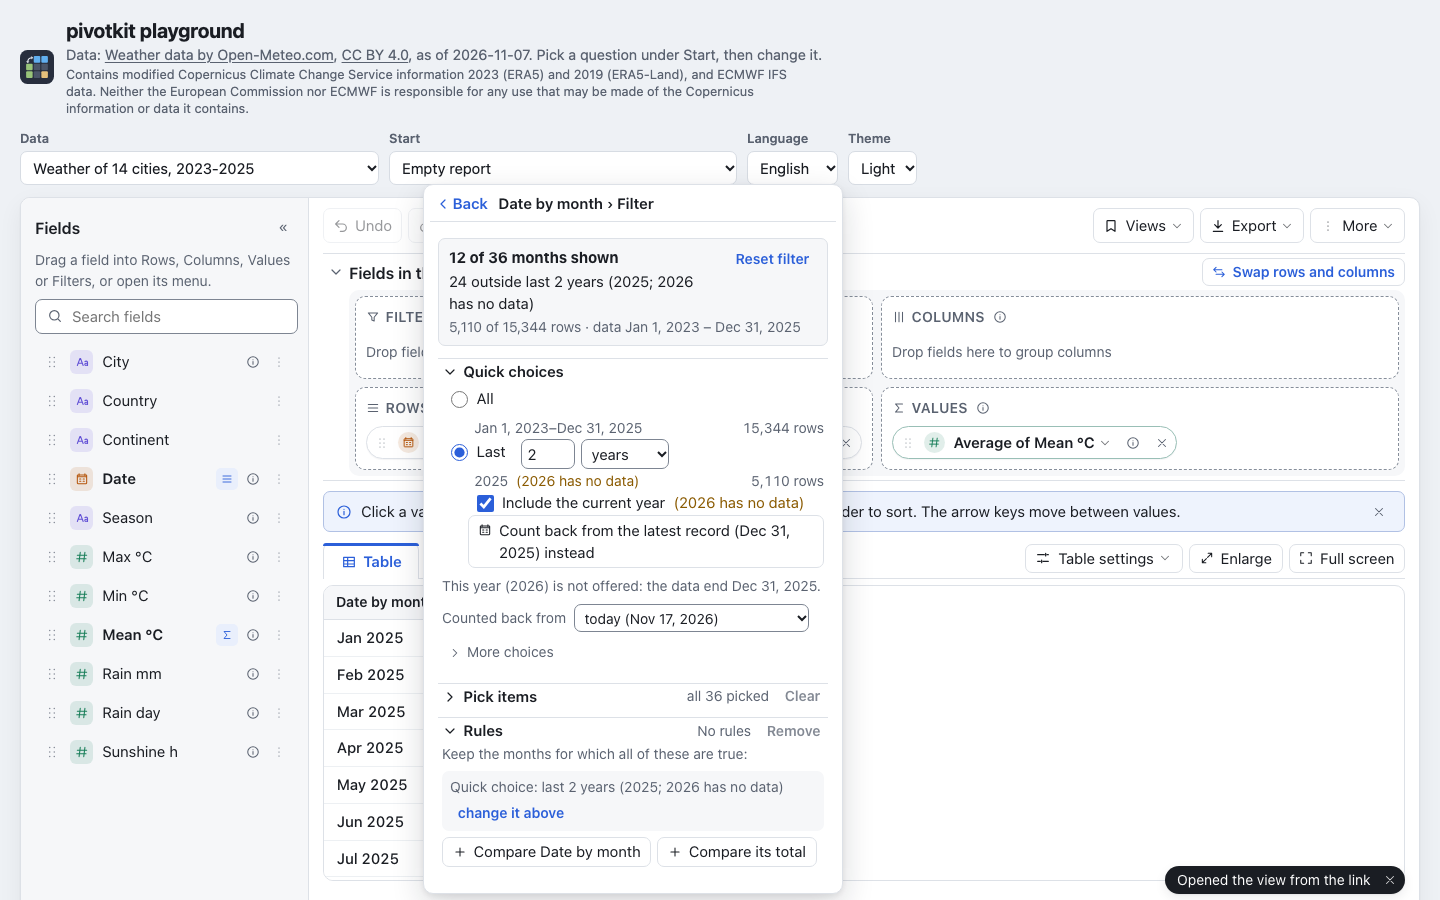 pivotkit playground
Data: Weather data by Open-Meteo.com, CC BY 4.0, as of 2026-11-07. Pick a question under Start, then change it.
Contains modified Copernicus Climate Change Service information 2023 (ERA5) and 2019 (ERA5-Land), and ECMWF IFS
data. Neither the European Commission nor ECMWF is responsible for any use that may be made of the Copernicus
information or data it contains.
Data
Start
Language
Theme
Weather of 14 cities, 2023-2025
Empty report
English
Light
Fields
«
Drag a field into Rows, Columns, Values
or Filters, or open its menu.
Search fields
Aa City
Aa Country
Aa Continent
Date
Aa Season
# Max °C
# Min °C
# Mean °C Σ
# Rain mm
# Rain day
# Sunshine h
Undo
Views
Export
More
Fields in t
Swap rows and columns
FILTE
Drop fiel
COLUMNS
Drop fields here to group columns
ROWS
Σ VALUES
# Average of Mean °C
Click a va
der to sort. The arrow keys move between values.
Table
Table settings
Enlarge
Full screen
Date by mont
Jan 2025
Feb 2025
Mar 2025
Apr 2025
May 2025
Jun 2025
Jul 2025
Back
Date by month › Filter
12 of 36 months shown
Reset filter
24 outside last 2 years (2025; 2026
has no data)
5,110 of 15,344 rows · data Jan 1, 2023 – Dec 31, 2025
Quick choices
All
Jan 1, 2023–Dec 31, 2025
15,344 rows
Last 2 years
2025 (2026 has no data)
5,110 rows
Include the current year (2026 has no data)
Count back from the latest record (Dec 31,
2025) instead
This year (2026) is not offered: the data end Dec 31, 2025.
Counted back from today (Nov 17, 2026)
More choices
Pick items
all 36 picked
Clear
Rules
No rules
Remove
Keep the months for which all of these are true:
Quick choice: last 2 years (2025; 2026 has no data)
change it above
+ Compare Date by month
+ Compare its total
Opened the view from the link